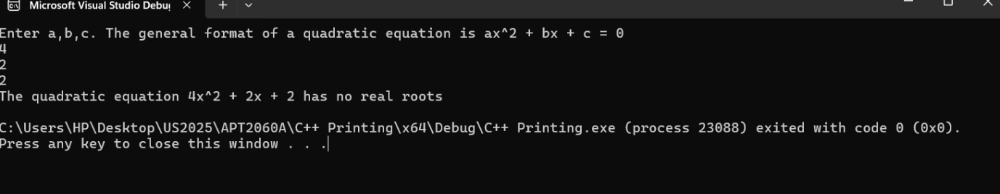 Microsoft Visual Studio Debu
Enter a,b,c. The general format of a quadratic equation is ax^2 + bx + c = 0
4
2
2
The quadratic equation 4x^2 + 2x + 2 has no real roots
C:\Users\HP\Desktop\US2025\APT2060A\C++ Printing\x64\Debug\C++ Printing.exe (process 23088) exited with code 0 (0x0).
Press any key to close this window . . .